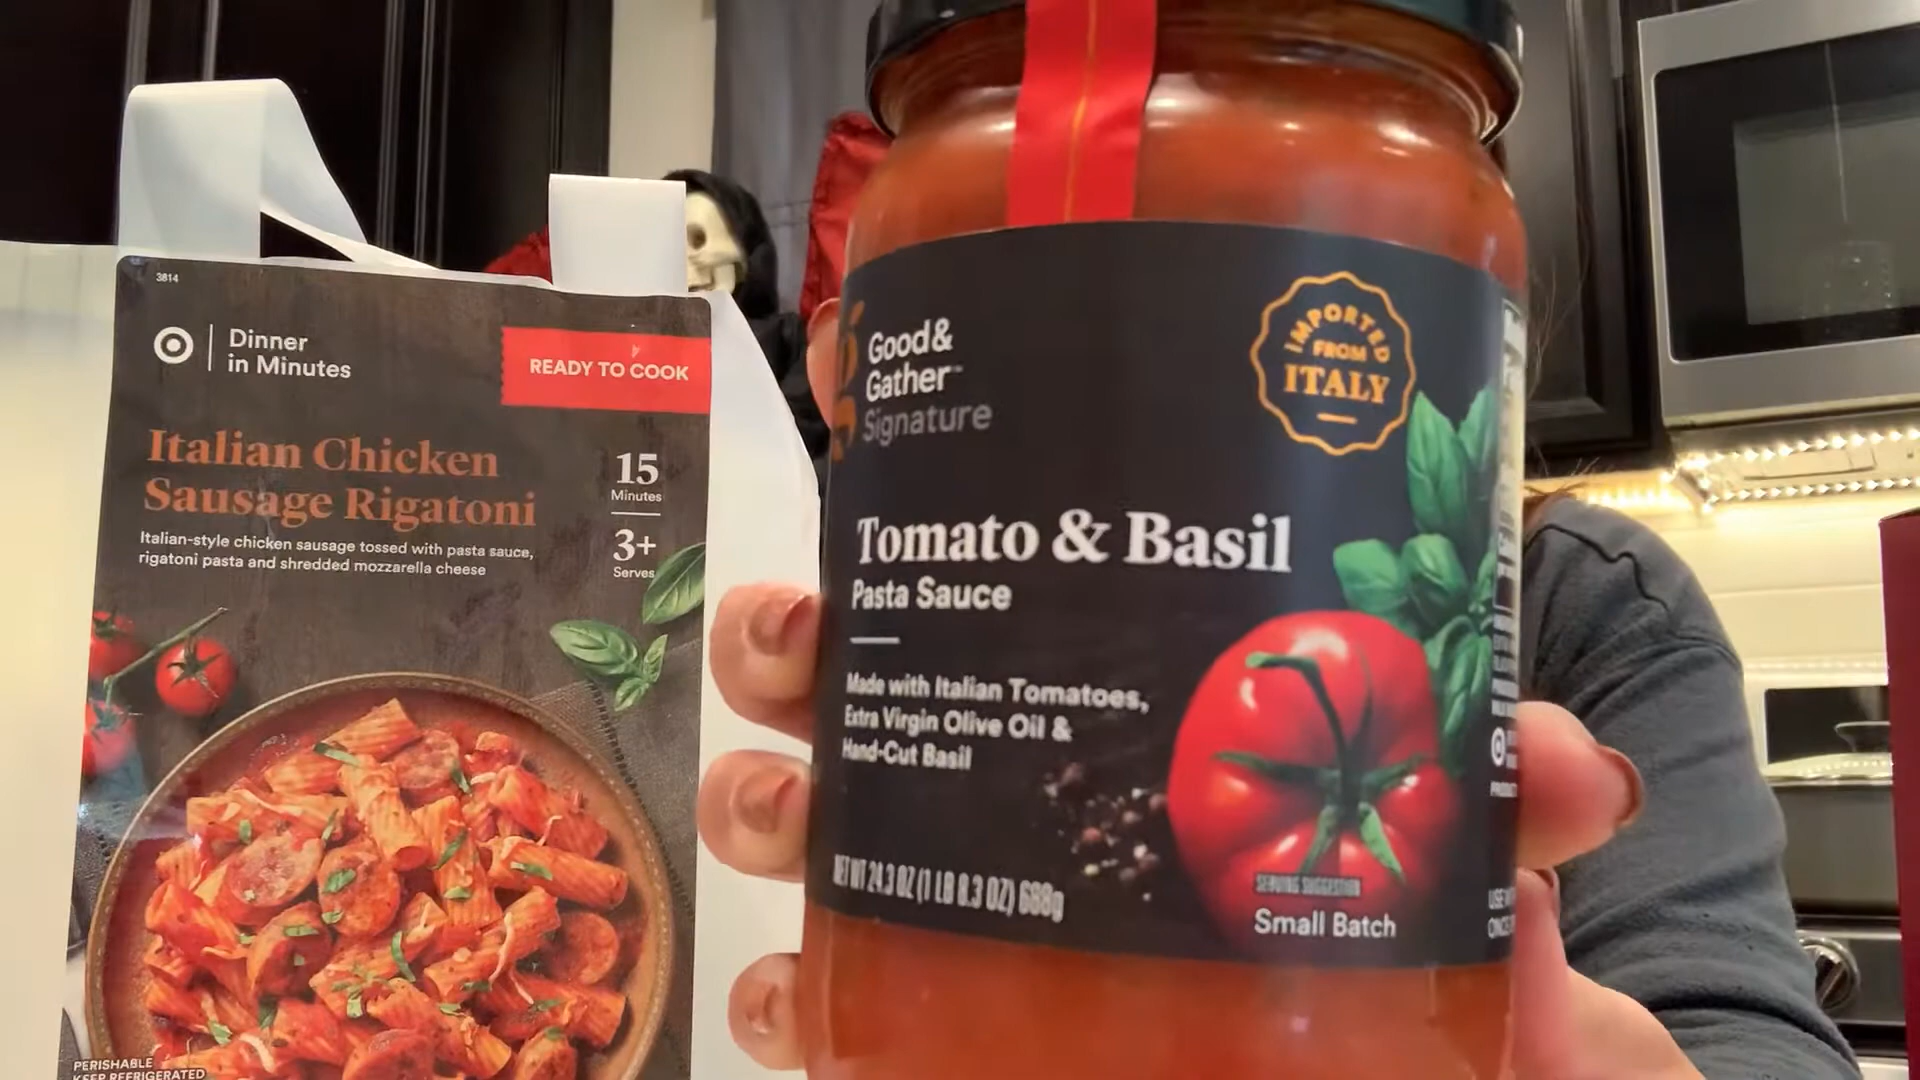 3814
Dinner
in Minutes
READY TO COOK
Italian Chicken
Sausage Rigatoni
Italian-style chicken sausage tossed with pasta sauce,
rigatoni pasta and shredded mozzarella cheese
15
Minutes
3+
Serves
PERISHABLE
KEEP REFRIGERATED
Good&
Gather™
Signature
IMPORTED
FROM
ITALY
Tomato & Basil
Pasta Sauce
Made with Italian Tomatoes,
Extra Virgin Olive Oil &
Hand-Cut Basil
NET WT 24.3 OZ (1 LB 8.3 OZ) 688g
SERVING SUGGESTION
Small Batch